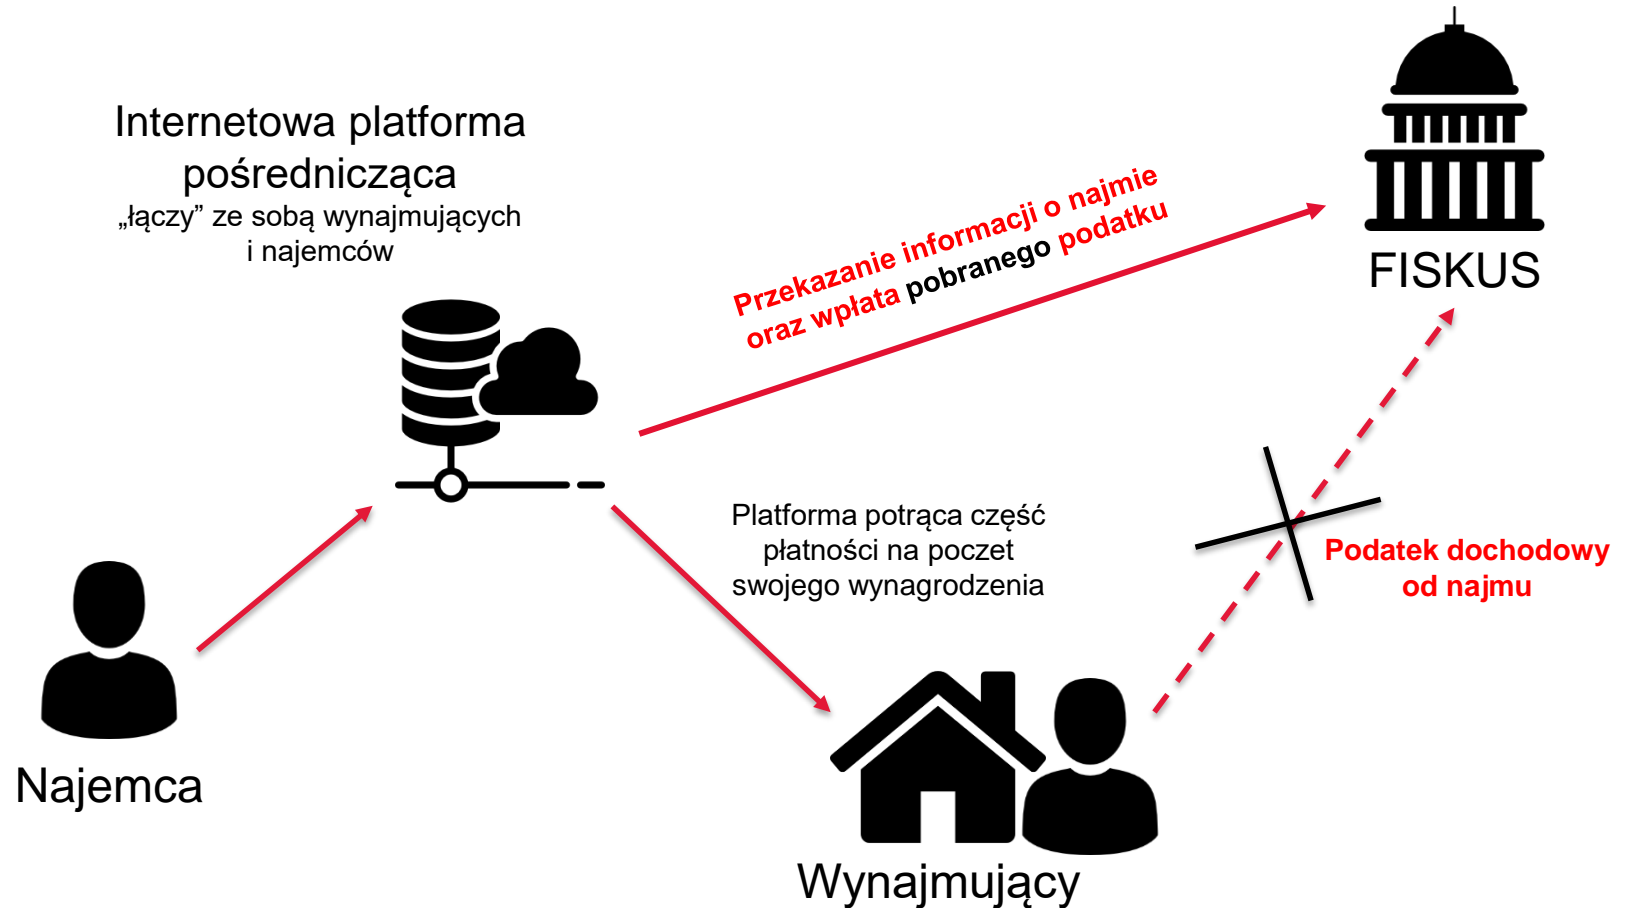 Internetowa platforma
pośrednicząca
„łączy” ze sobą wynajmujących
i najemców
Przekazanie informacji o najmie
oraz wpłata pobranego podatku
FISKUS
Platforma potrąca część
płatności na poczet
swojego wynagrodzenia
Podatek dochodowy
od najmu
Najemca
Wynajmujący